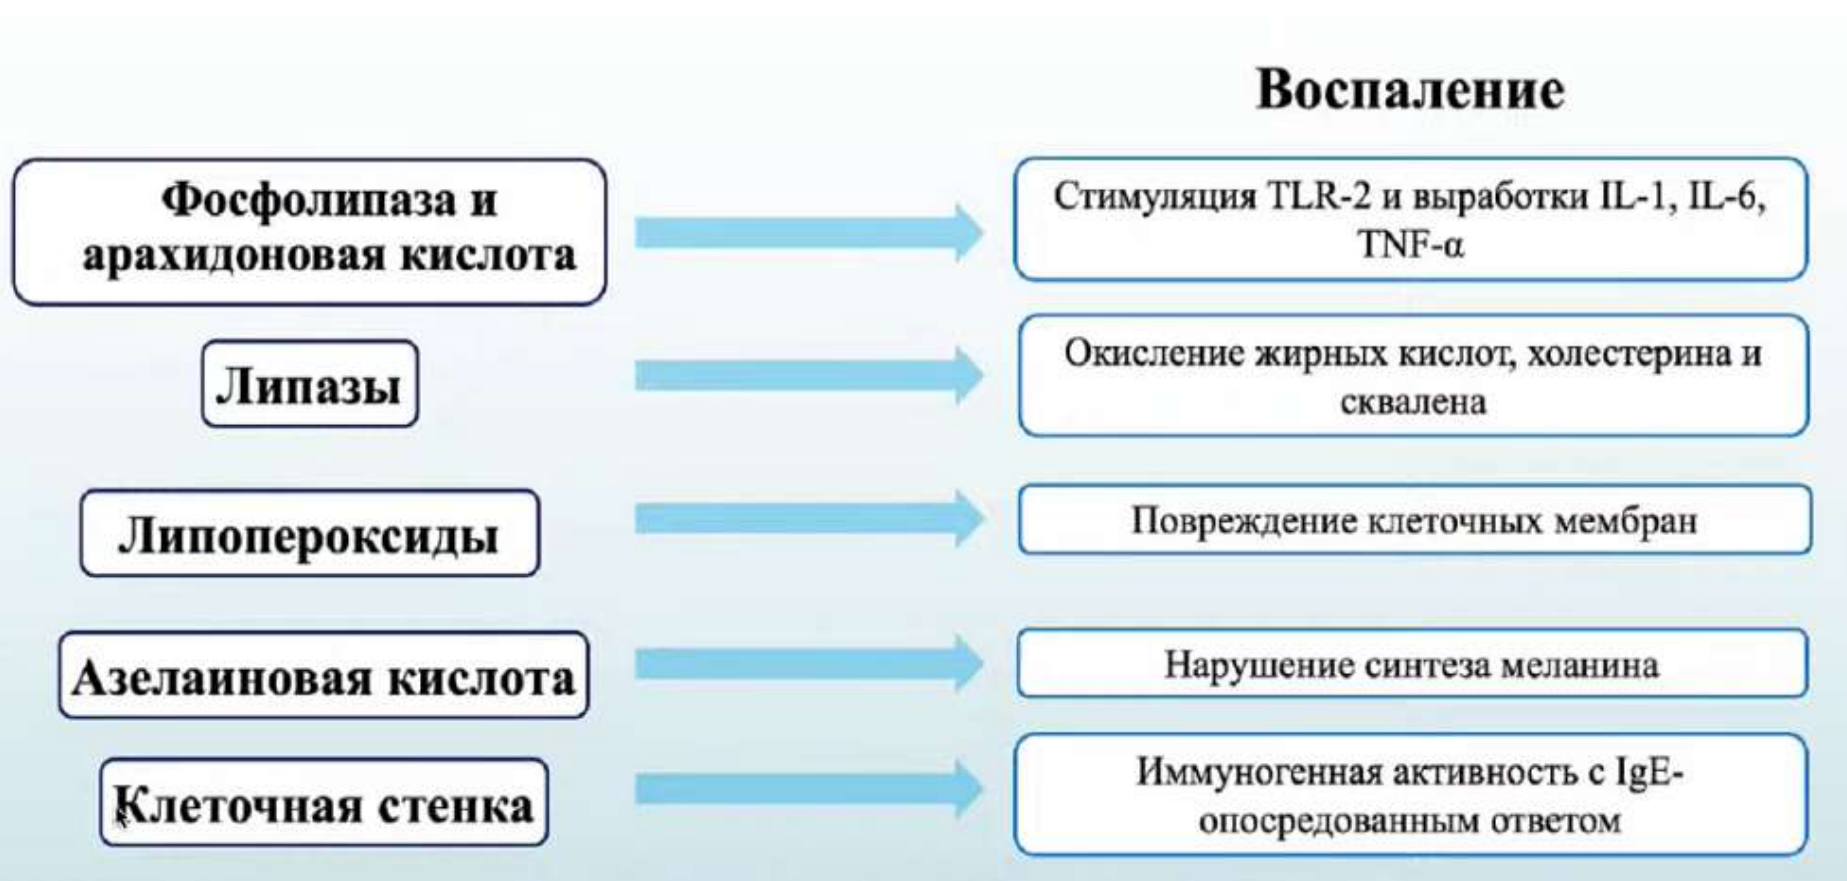 Воспаление
Фосфолипаза и
арахидоновая кислота
Стимуляция TLR-2 и выработки IL-1, IL-6,
TNF-α
Липазы
Окисление жирных кислот, холестерина и
сквалена
Липопероксиды
Повреждение клеточных мембран
Азелаиновая кислота
Нарушение синтеза меланина
Клеточная стенка
Иммуногенная активность с IgE-
опосредованным ответом